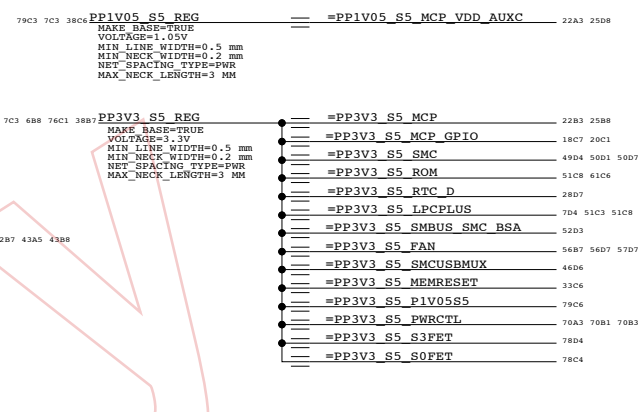 79C3 7C3 38C6 PP1V05_S5_REG =PP1V05_S5_MCP_VDD_AUXC 22A3 25D8
MAKE_BASE=TRUE
VOLTAGE=1.05V
MIN_LINE_WIDTH=0.5 mm
MIN_NECK_WIDTH=0.2 mm
NET_SPACING_TYPE=PWR
MAX_NECK_LENGTH=3 MM
7C3 6B8 76C1 38B7 PP3V3_S5_REG =PP3V3_S5_MCP 22B3 25B8
MAKE_BASE=TRUE
VOLTAGE=3.3V
MIN_LINE_WIDTH=0.5 mm
MIN_NECK_WIDTH=0.2 mm
NET_SPACING_TYPE=PWR
MAX_NECK_LENGTH=3 MM
=PP3V3_S5_MCP_GPIO 18C7 20C1
=PP3V3_S5_SMC 49D4 50D1 50D7
=PP3V3_S5_ROM 51C8 61C6
=PP3V3_S5_RTC_D 28D7
=PP3V3_S5_LPCPLUS 7D4 51C3 51C8
=PP3V3_S5_SMBUS_SMC_BSA 52D3
2B7 43A5 43B8
=PP3V3_S5_FAN 56B7 56D7 57D7
=PP3V3_S5_SMCUSBMUX 46D6
=PP3V3_S5_MEMRESET 33C6
=PP3V3_S5_P1V05S5 79C6
=PP3V3_S5_PWRCTL 70A3 70B1 70B3
=PP3V3_S5_S3FET 78D4
=PP3V3_S5_S0FET 78C4